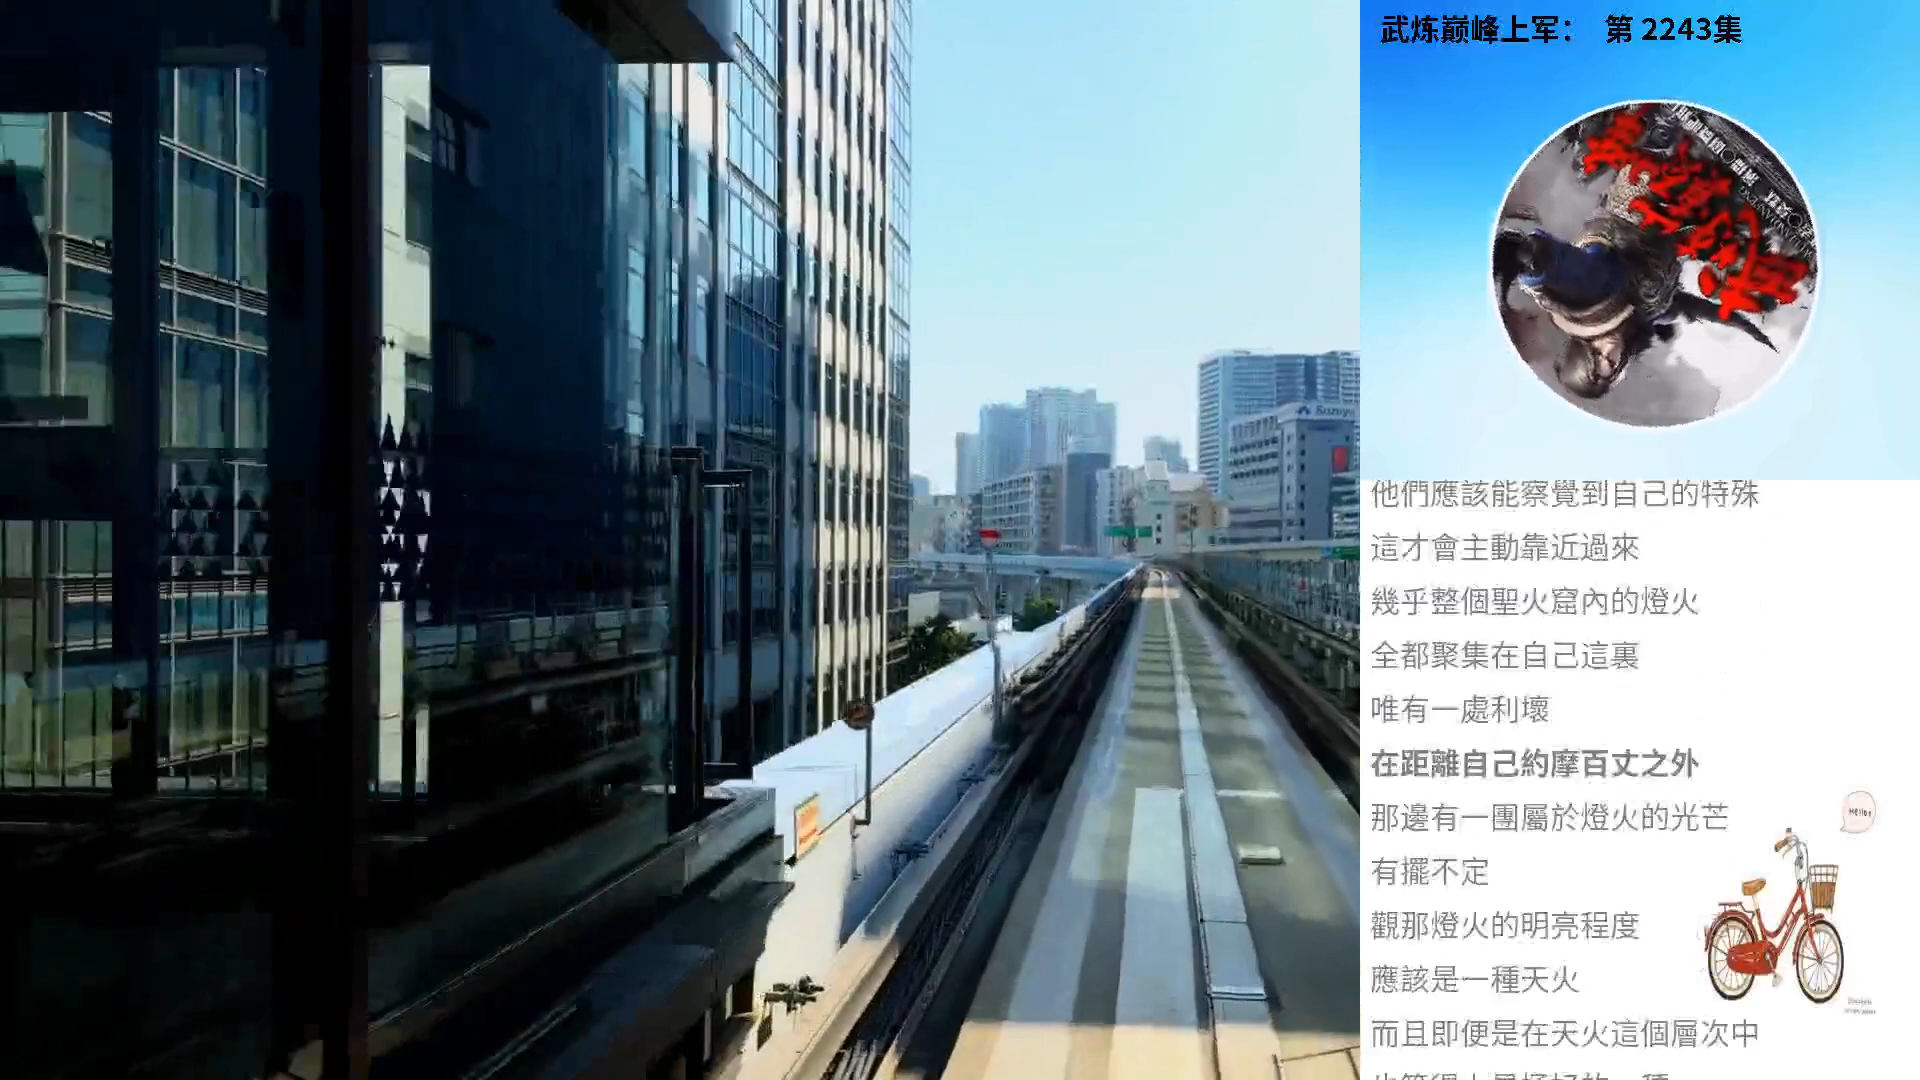 武炼巅峰上军： 第 2243集
他們應該能察覺到自己的特殊
這才會主動靠近過來
幾乎整個聖火窟內的燈火
全都聚集在自己這裏
唯有一處利壞
在距離自己約摩百丈之外
那邊有一團屬於燈火的光芒
有擺不定
觀那燈火的明亮程度
應該是一種天火
而且即便是在天火這個層次中
Hello!